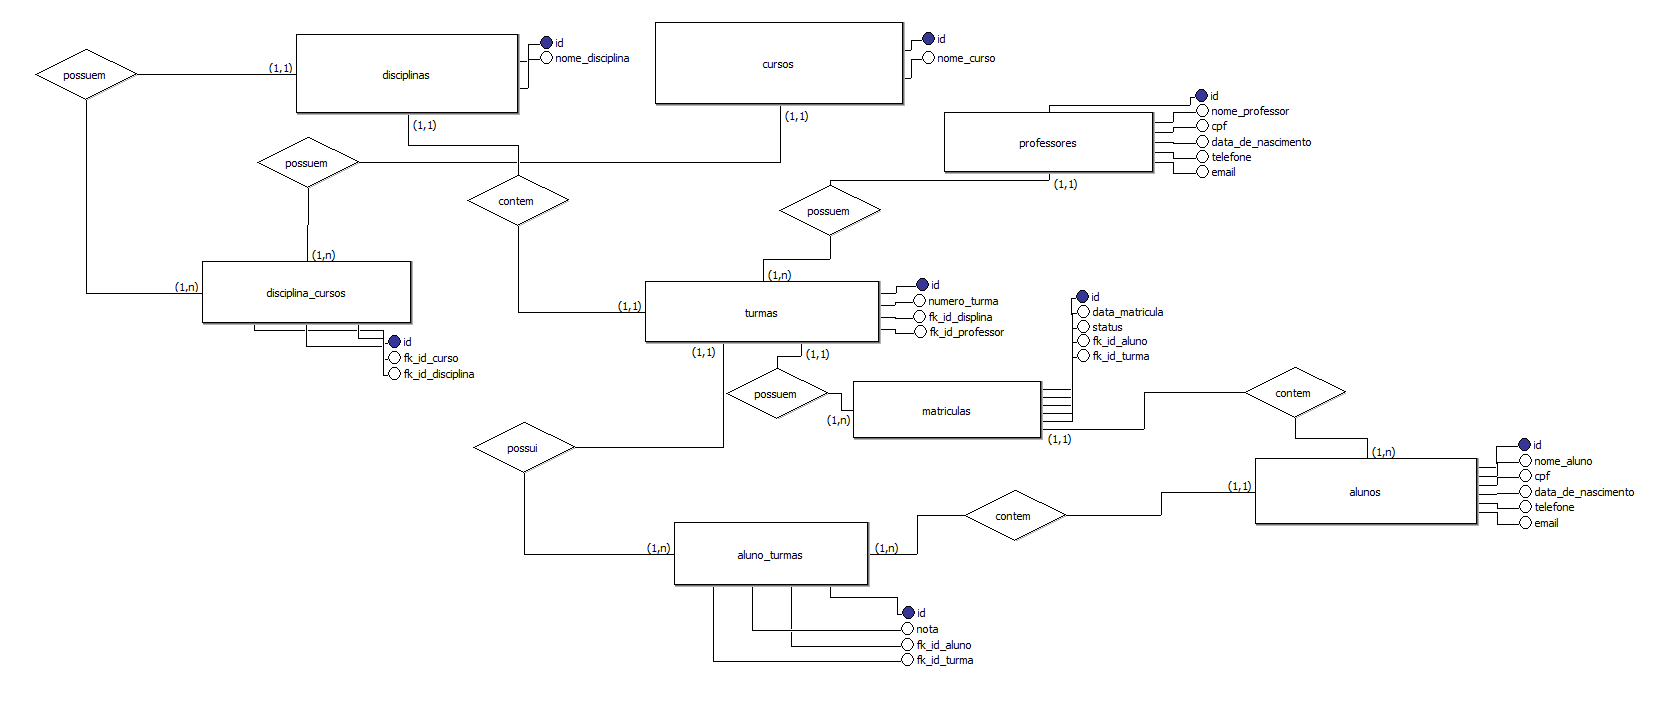 possuem
(1,1)
disciplinas
id
nome_disciplina
(1,1)
cursos
id
nome_curso
(1,1)
possuem
contem
professores
id
nome_professor
cpf
data_de_nascimento
telefone
email
(1,1)
possuem
(1,n)
(1,n)
disciplina_cursos
id
fk_id_curso
fk_id_disciplina
(1,n)
(1,1)
turmas
id
numero_turma
fk_id_displina
fk_id_professor
(1,1)
(1,1)
possuem
(1,n)
matriculas
id
data_matricula
status
fk_id_aluno
fk_id_turma
(1,1)
contem
(1,n)
alunos
id
nome_aluno
cpf
data_de_nascimento
telefone
email
(1,1)
contem
possui
(1,n)
aluno_turmas
(1,n)
id
nota
fk_id_aluno
fk_id_turma